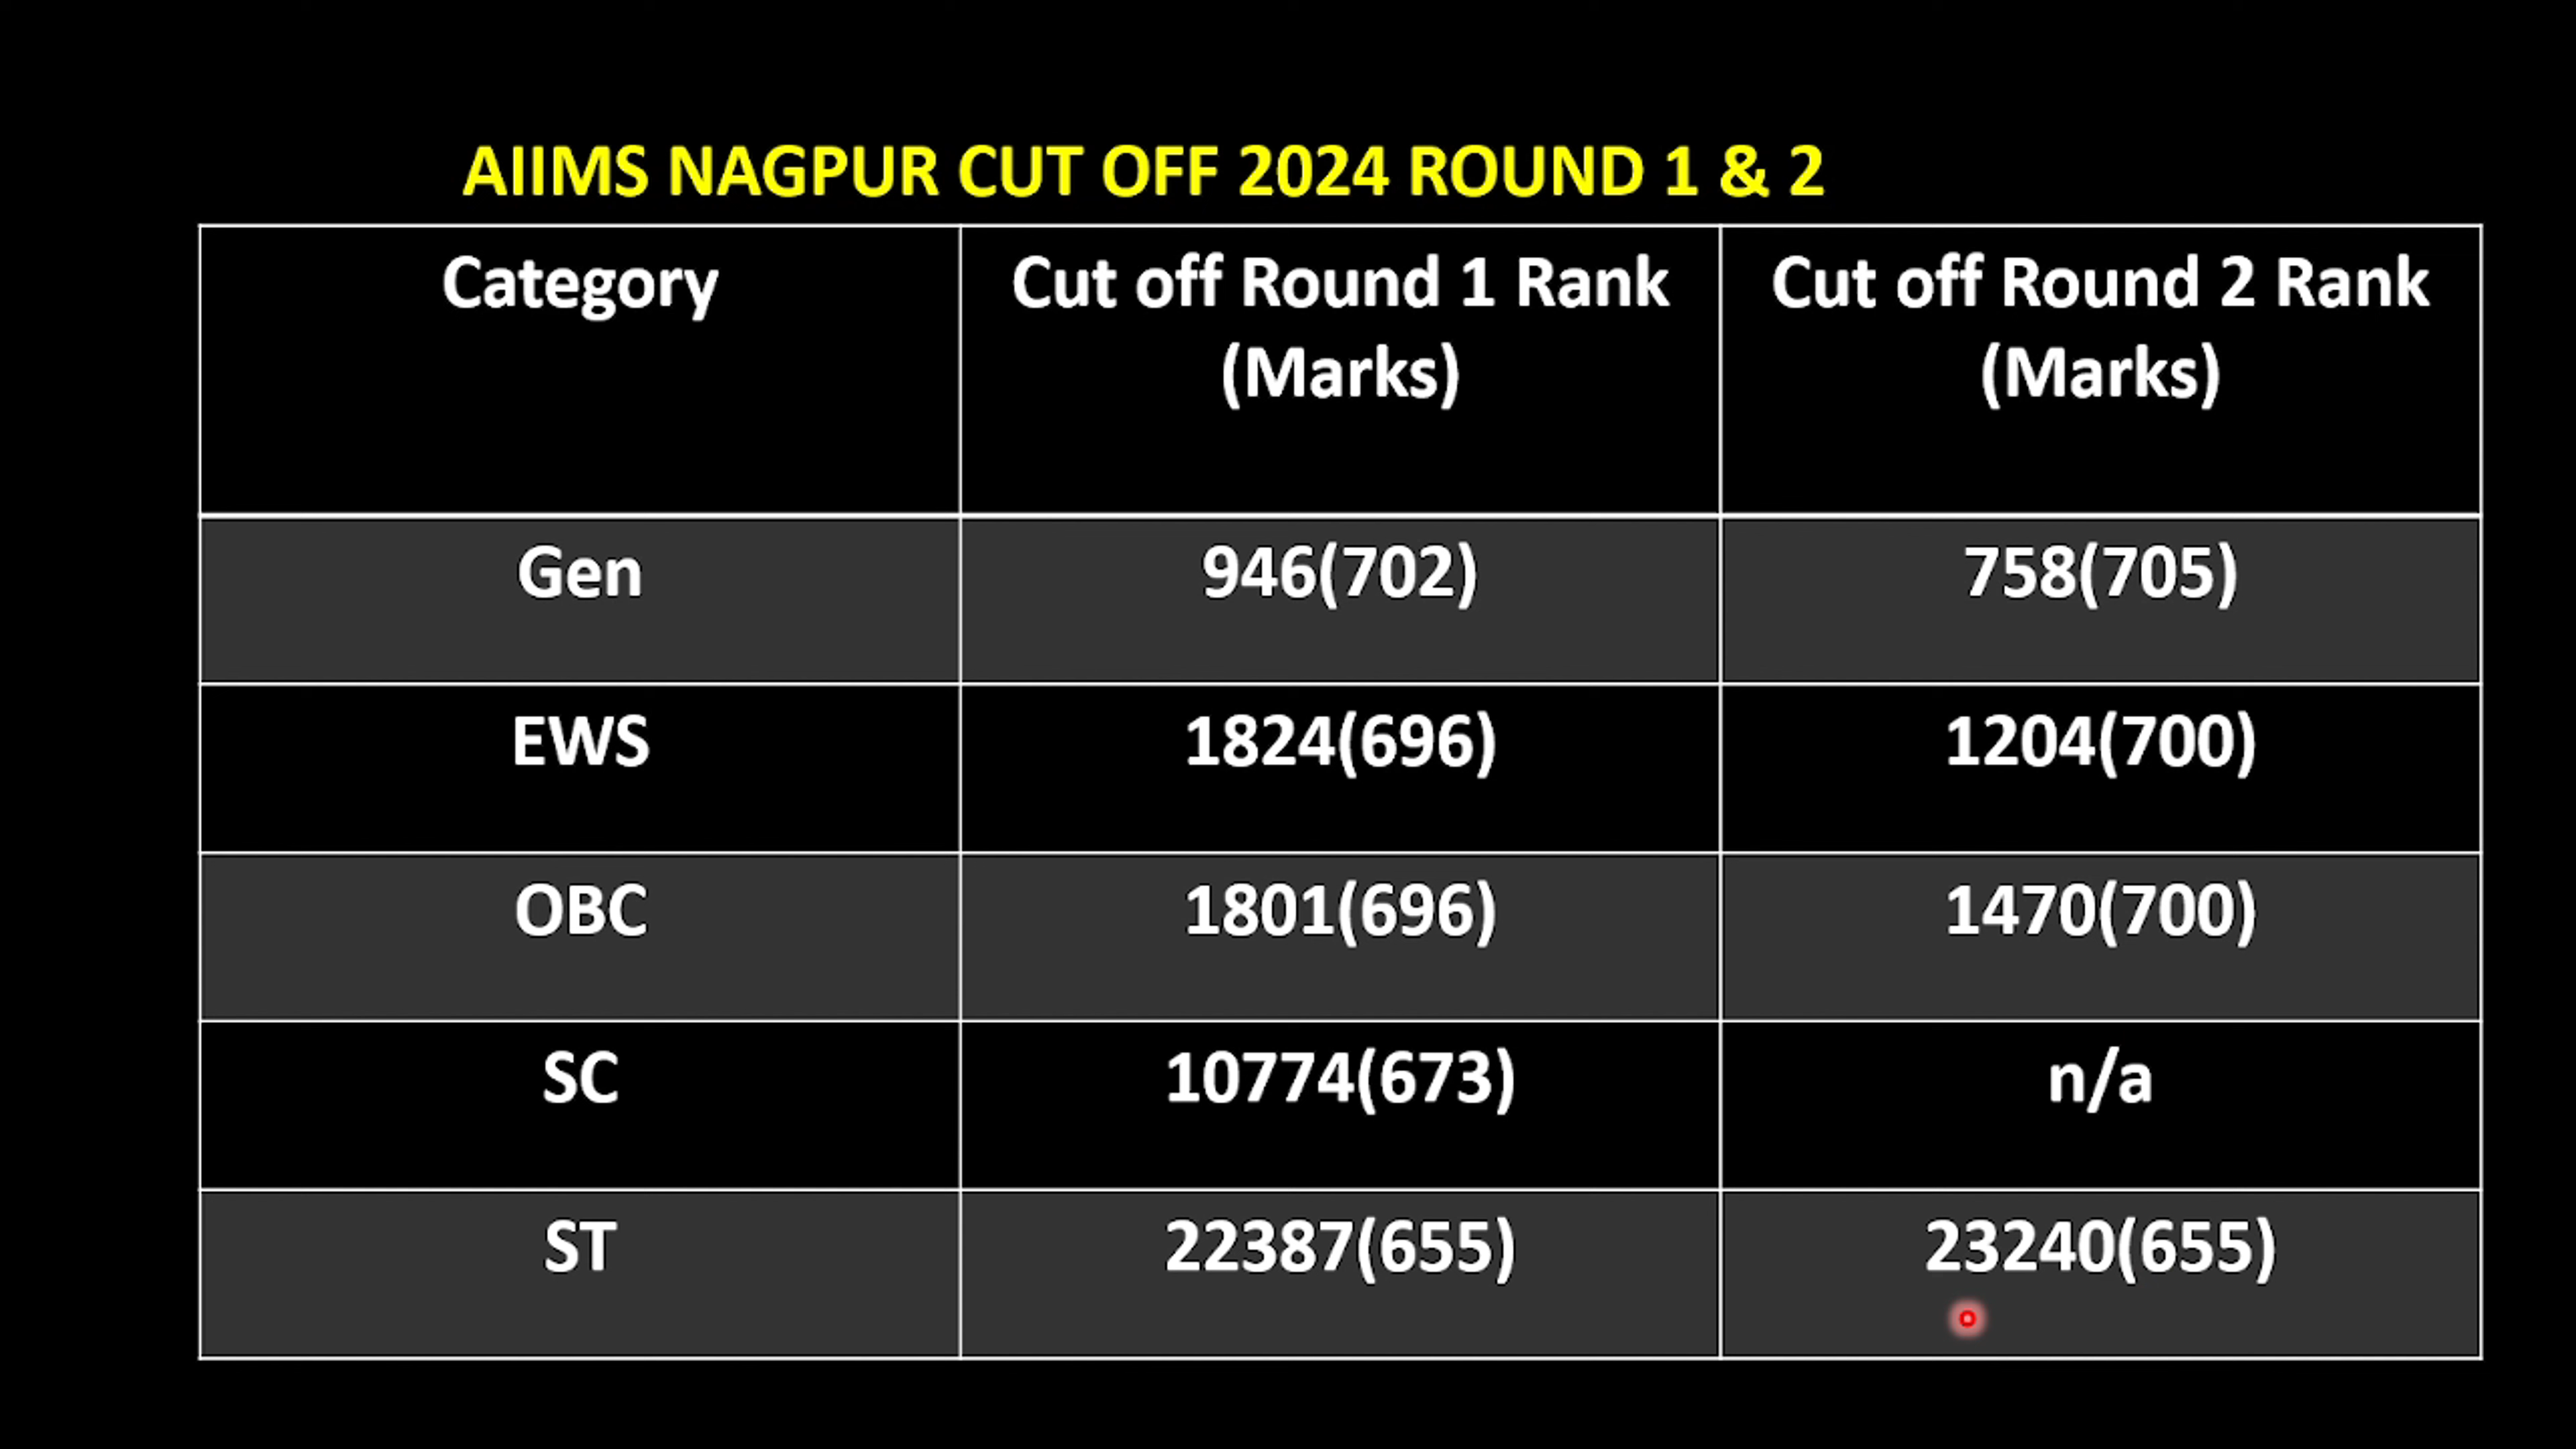 AIIMS NAGPUR CUT OFF 2024 ROUND 1 & 2
Category
Cut off Round 1 Rank
(Marks)
Cut off Round 2 Rank
(Marks)
Gen
946(702)
758(705)
EWS
1824(696)
1204(700)
OBC
1801(696)
1470(700)
SC
10774(673)
n/a
ST
22387(655)
23240(655)